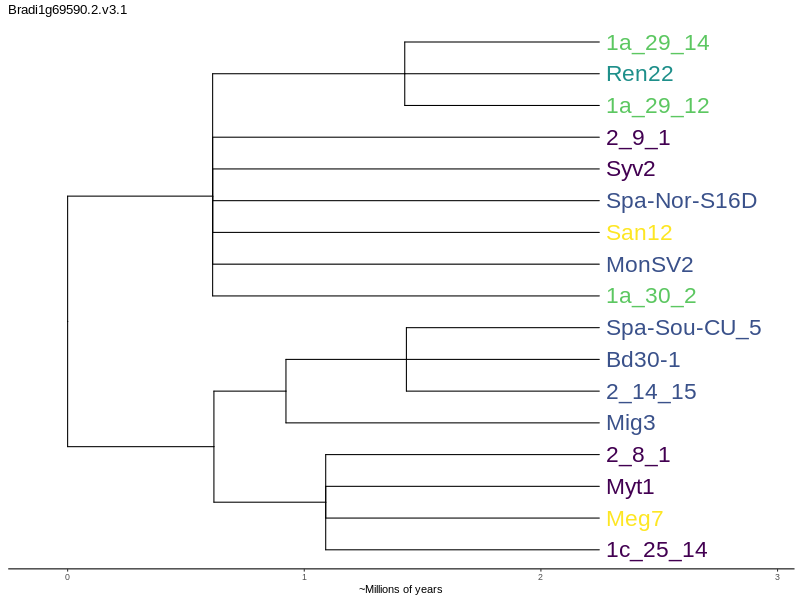 Bradi1g69590.2.v3.1
1a_29_14
Ren22
1a_29_12
2_9_1
Syv2
Spa-Nor-S16D
San12
MonSV2
1a_30_2
Spa-Sou-CU_5
Bd30-1
2_14_15
Mig3
2_8_1
Myt1
Meg7
1c_25_14
0 1 2 3
~Millions of years